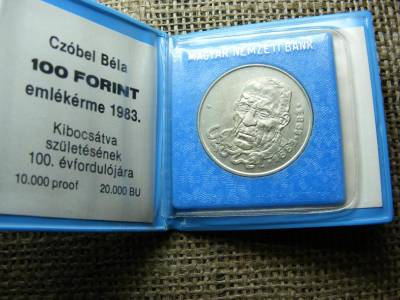 Czóbel Béla
100 FORINT
emlékérme 1983.
Kibocsátva
születésének
100. évfordulójára
10.000 proof 20.000 BU
MAGYAR NEMZETI BANK